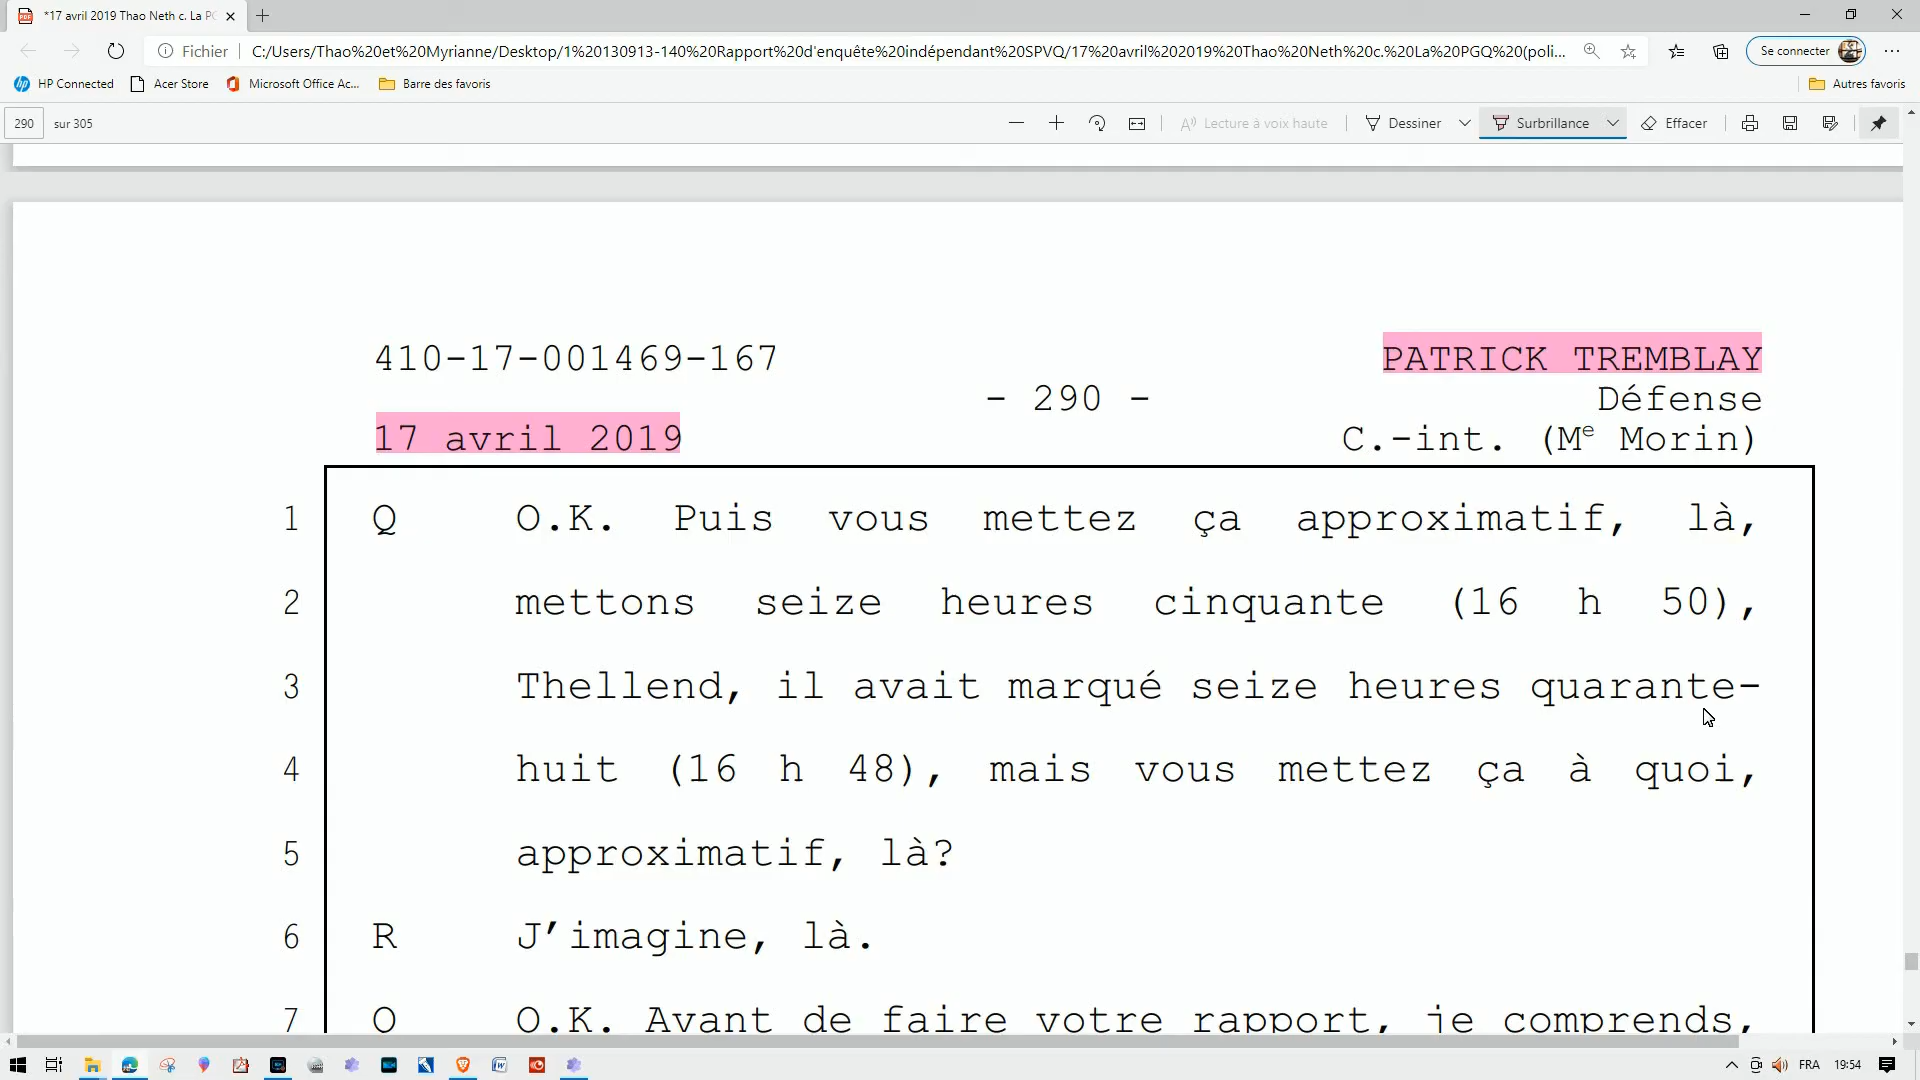 *17 avril 2019 Thao Neth c. La PG
Fichier C:/Users/Thao%20et%20Myrianne/Desktop/1%20130913-140%20Rapport%20d'enquête%20indépendant%20SPVQ/17%20avril%202019%20Thao%20Neth%20c.%20La%20PGQ%20(poli... Se connecter
HP Connected Acer Store Microsoft Office Ac... Barre des favoris Autres favoris
290 sur 305 Lecture à voix haute Dessiner Surbrillance Effacer
410-17-001469-167 PATRICK TREMBLAY
- 290 - Défense
17 avril 2019 C.-int. (Me Morin)
1 Q O.K. Puis vous mettez ça approximatif, là,
2 mettons seize heures cinquante (16 h 50),
3 Thellend, il avait marqué seize heures quarante-
4 huit (16 h 48), mais vous mettez ça à quoi,
5 approximatif, là?
6 R J'imagine, là.
7 Q O.K. Avant de faire votre rapport, je comprends,
FRA 19:54